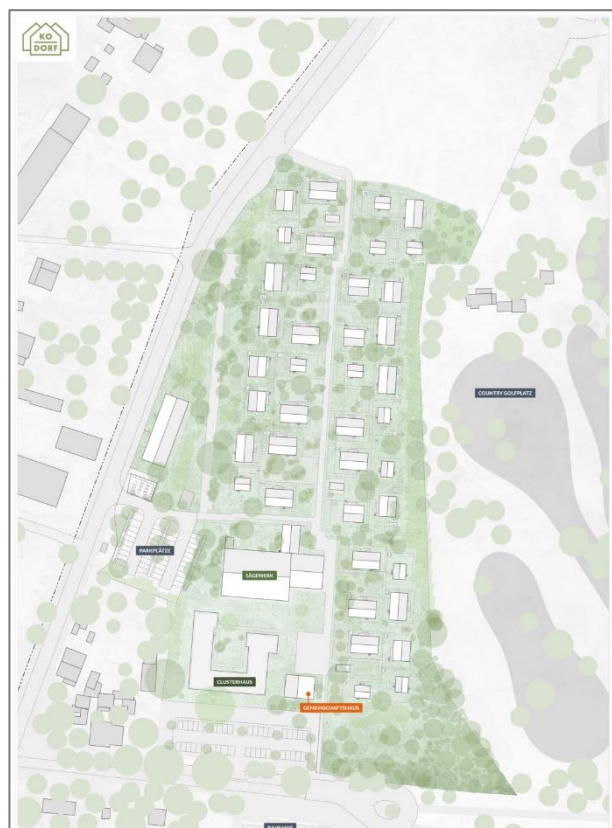 KO
DORF
COUNTRY GOLFPLATZ
PARKPLÄTZE
SÄGEWERK
CLUSTERHAUS
GEMEINSCHAFTSHAUS